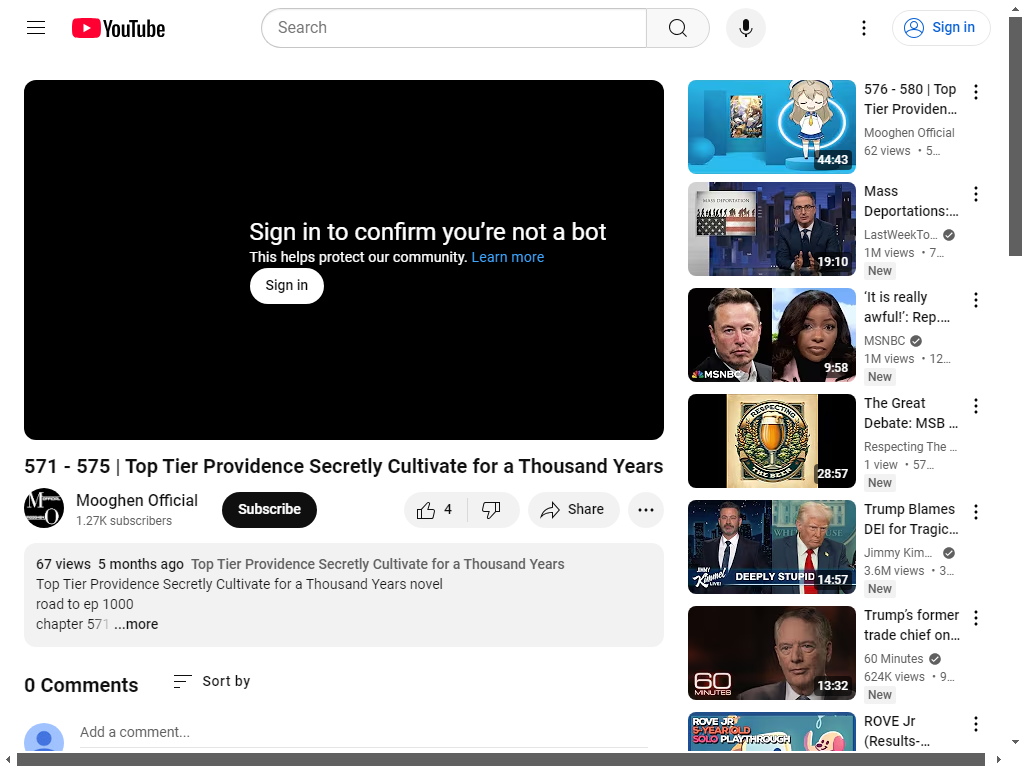 YouTube
Search
Sign in
Sign in to confirm you’re not a bot
This helps protect our community. Learn more
Sign in
571 - 575 | Top Tier Providence Secretly Cultivate for a Thousand Years
Mooghen Official
1.27K subscribers
Subscribe
4
Share
67 views 5 months ago Top Tier Providence Secretly Cultivate for a Thousand Years
Top Tier Providence Secretly Cultivate for a Thousand Years novel
road to ep 1000
chapter 571 ...more
0 Comments
Sort by
Add a comment...
44:43
576 - 580 | Top
Tier Providen…
Mooghen Official
62 views • 5…
MASS DEPORTATION
19:10
Mass
Deportations:…
LastWeekTo…
1M views • 7…
New
MSNBC
9:58
‘It is really
awful!’: Rep.…
MSNBC
1M views • 12…
New
RESPECTING
THE BEER
28:57
The Great
Debate: MSB …
Respecting The …
1 view • 57…
New
WHITE HOUSE
JIMMY
Kimmel
LIVE!
DEEPLY STUPID
14:57
Trump Blames
DEI for Tragic…
Jimmy Kim…
3.6M views • 3…
New
60
MINUTES
13:32
Trump’s former
trade chief on…
60 Minutes
624K views • 9…
New
ROVE JR
5-YEAR OLD
SOLO PLAYTHROUGH
ROVE Jr
(Results-…